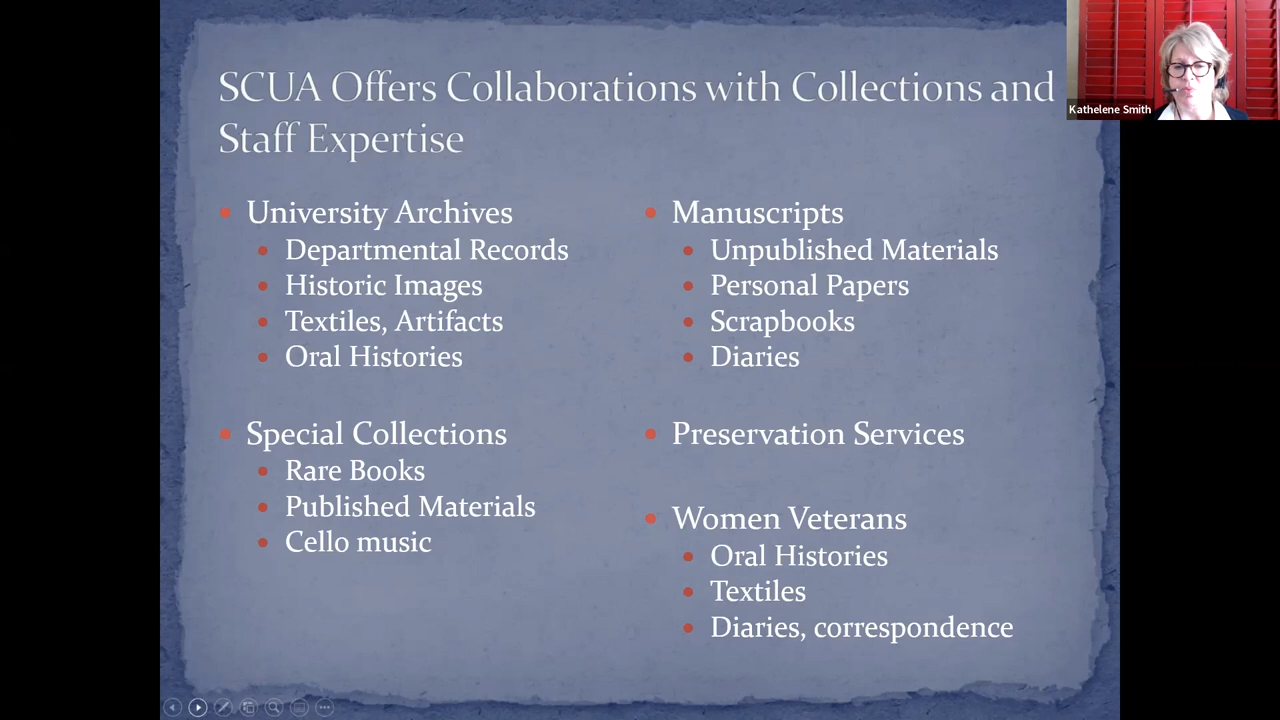 SCUA Offers Collaborations with Collections and
Staff Expertise
University Archives
Departmental Records
Historic Images
Textiles, Artifacts
Oral Histories
Special Collections
Rare Books
Published Materials
Cello music
Manuscripts
Unpublished Materials
Personal Papers
Scrapbooks
Diaries
Preservation Services
Women Veterans
Oral Histories
Textiles
Diaries, correspondence
Kathelene Smith